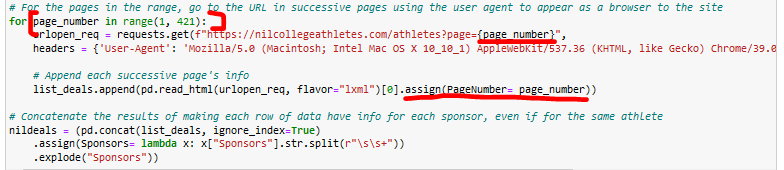 # For the pages in the range, go to the URL in successive pages using the user agent to appear as a browser to the site
for page_number in range(1, 421):
urlopen_req = requests.get(f"https://nilcollegeathletes.com/athletes?page={page_number}",
headers = {'User-Agent': 'Mozilla/5.0 (Macintosh; Intel Mac OS X 10_10_1) AppleWebKit/537.36 (KHTML, like Gecko) Chrome/39.0
# Append each successive page's info
list_deals.append(pd.read_html(urlopen_req, flavor="lxml")[0].assign(PageNumber= page_number))
# Concatenate the results of making each row of data have info for each sponsor, even if for the same athlete
nildeals = (pd.concat(list_deals, ignore_index=True)
.assign(Sponsors= lambda x: x["Sponsors"].str.split(r"\s\s+"))
.explode("Sponsors"))